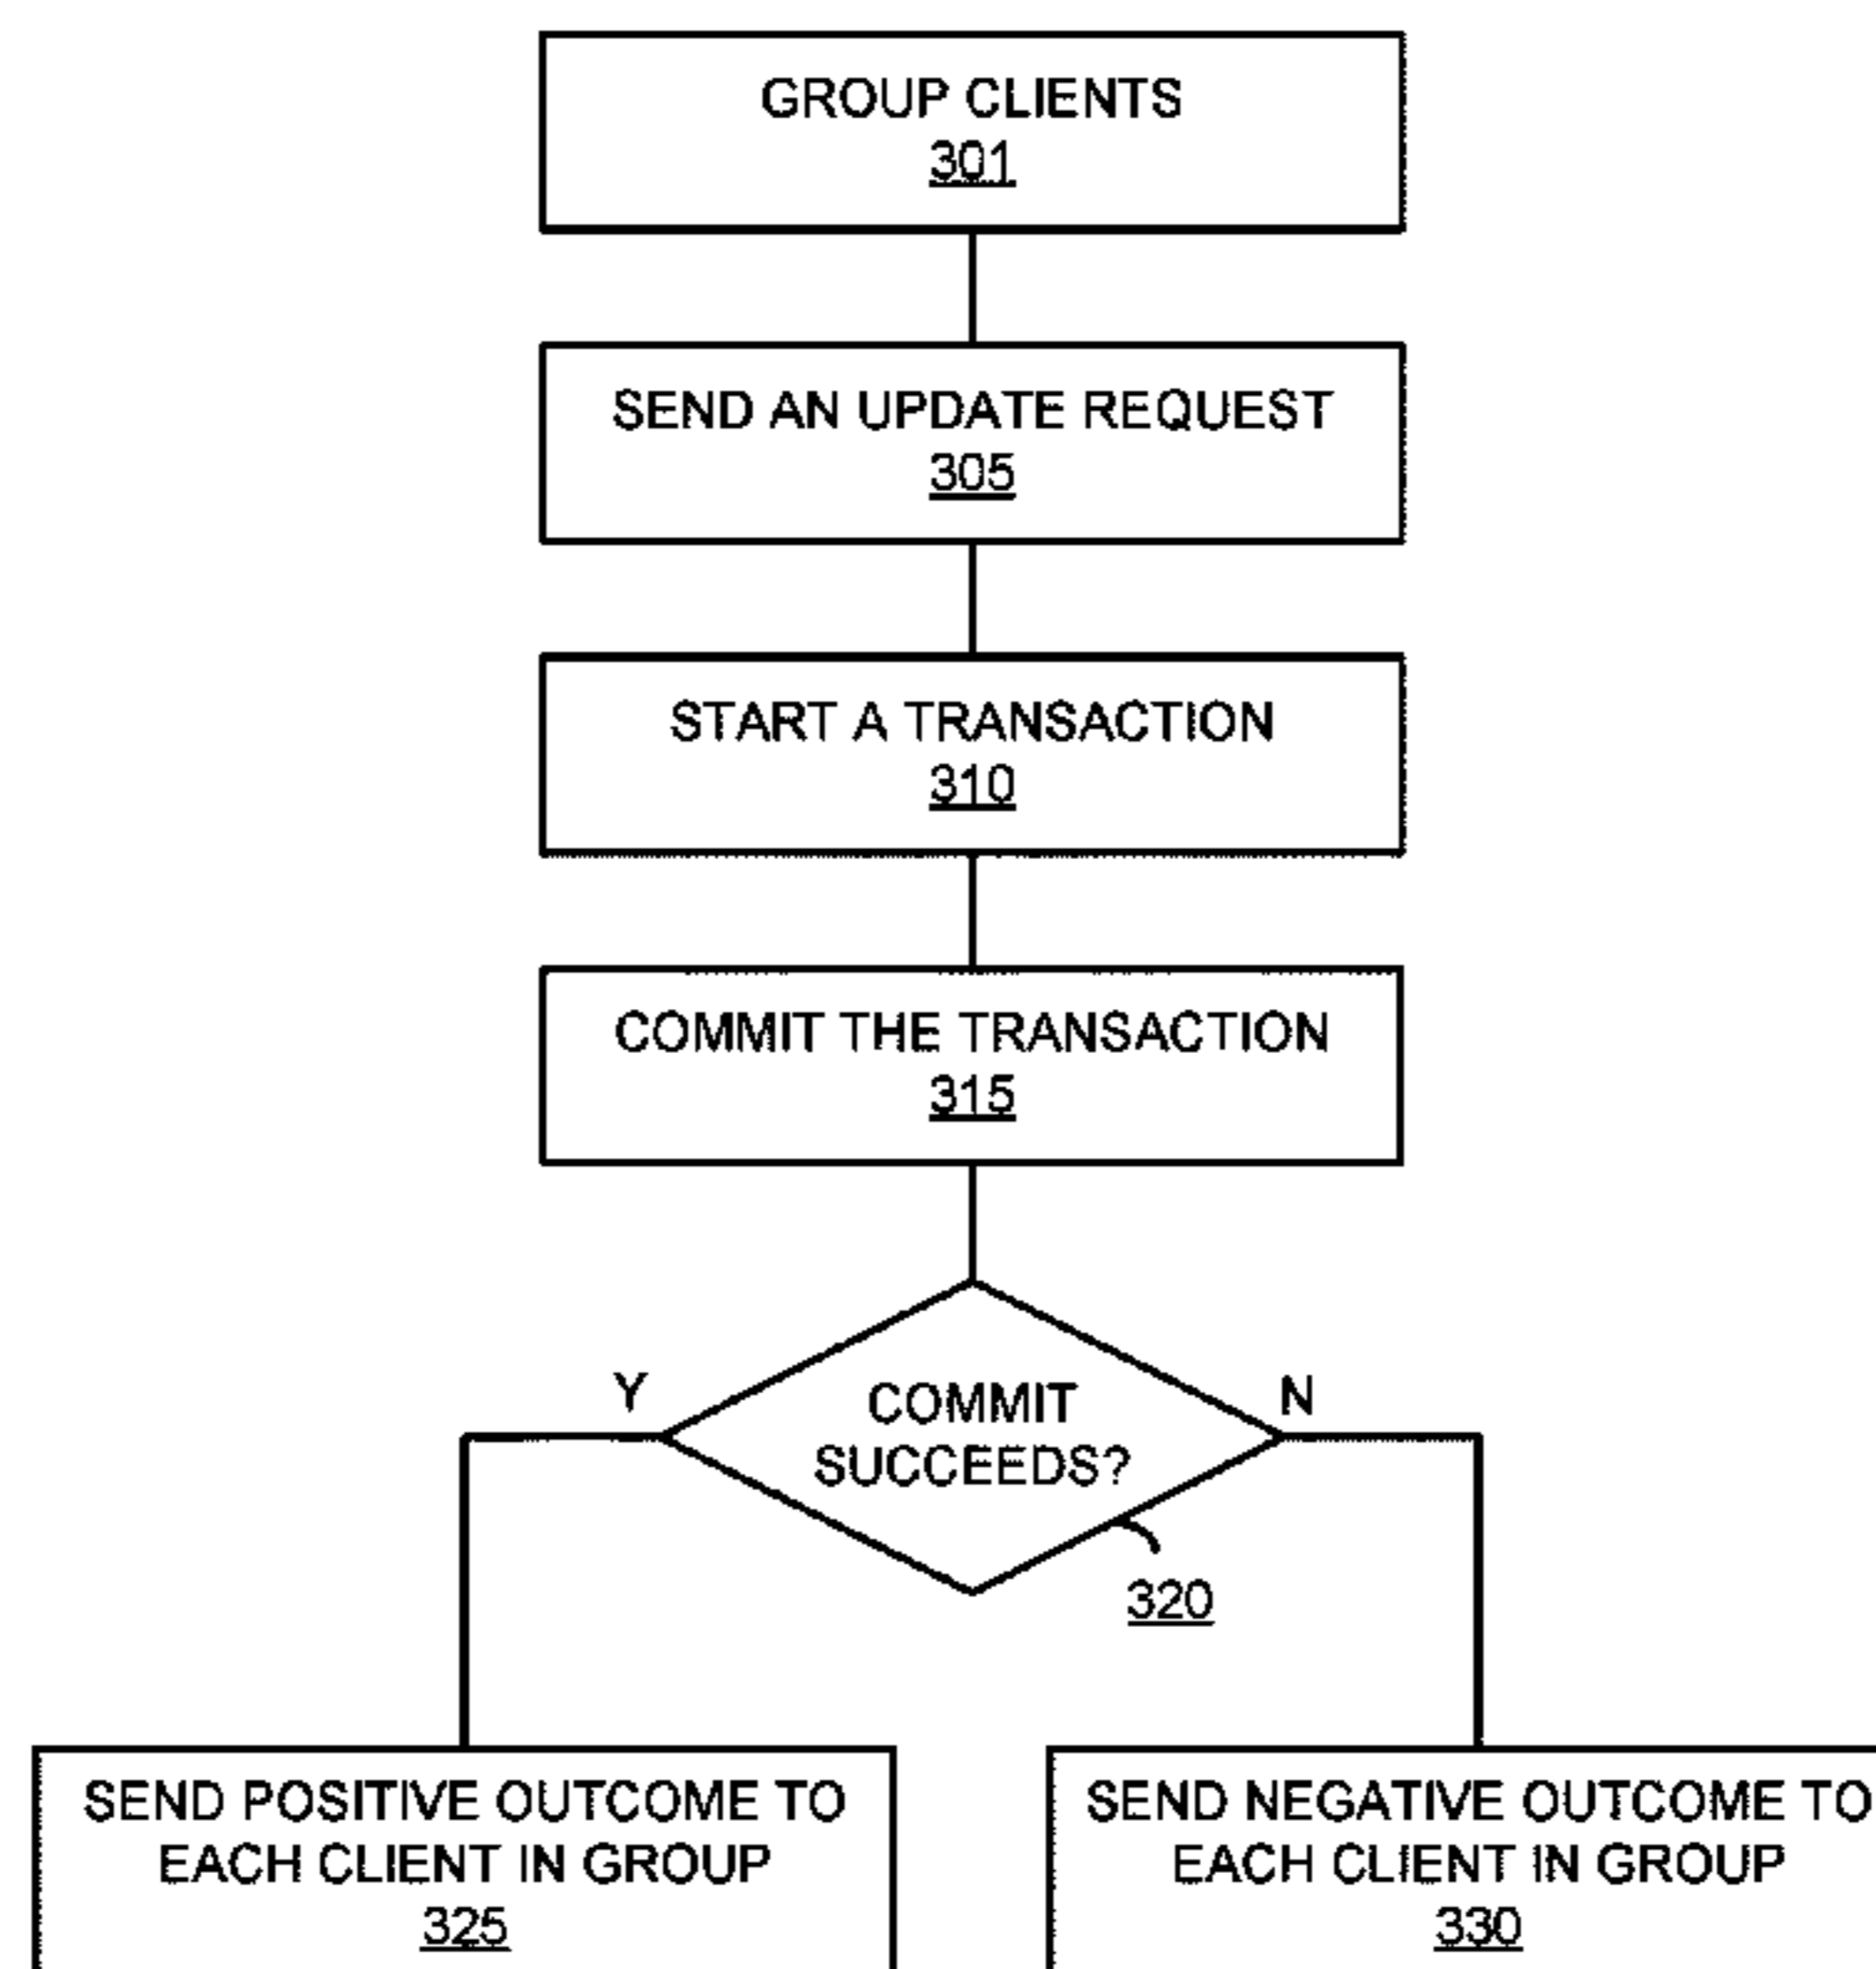 GROUP CLIENTS
301
SEND AN UPDATE REQUEST
305
START A TRANSACTION
310
COMMIT THE TRANSACTION
315
Y
COMMIT
SUCCEEDS?
N
320
SEND POSITIVE OUTCOME TO
EACH CLIENT IN GROUP
325
SEND NEGATIVE OUTCOME TO
EACH CLIENT IN GROUP
330